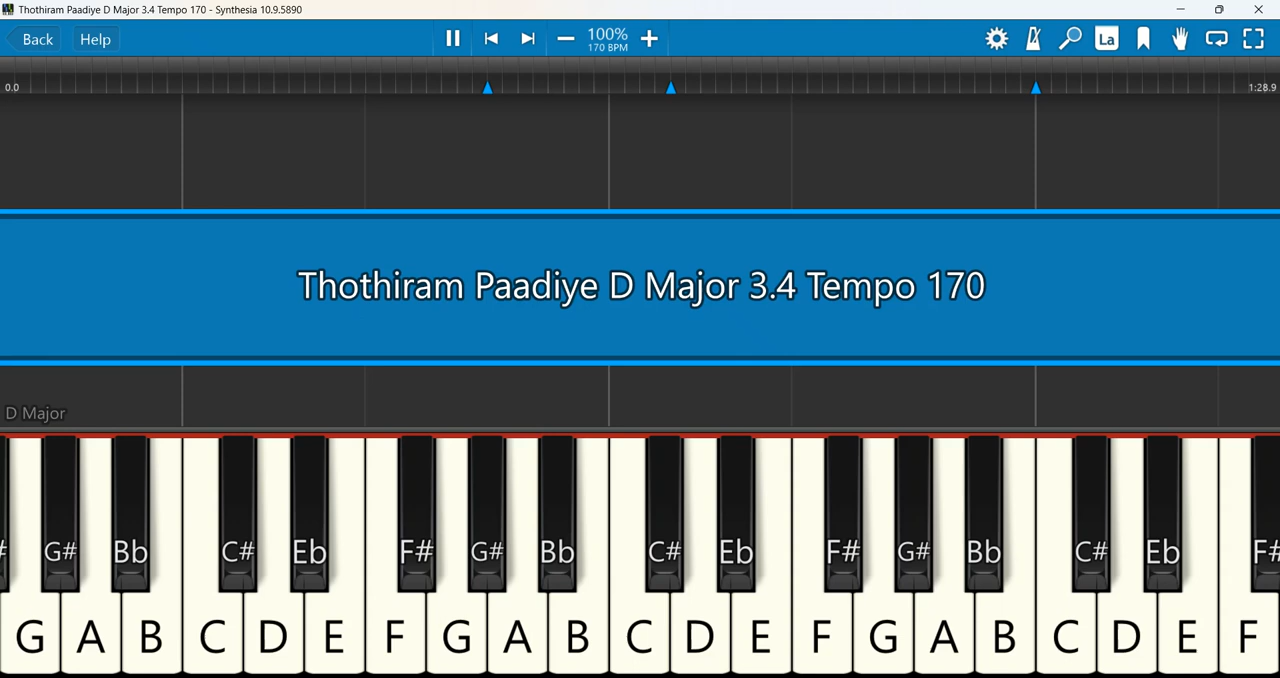 Thothiram Paadiye D Major 3.4 Tempo 170 - Synthesia 10.9.5890
Back Help 100% La
170 BPM
0.0 1:28.9
Thothiram Paadiye D Major 3.4 Tempo 170
D Major
# G# Bb C# Eb F# G# Bb C# Eb F# G# Bb C# Eb F#
G A B C D E F G A B C D E F G A B C D E F